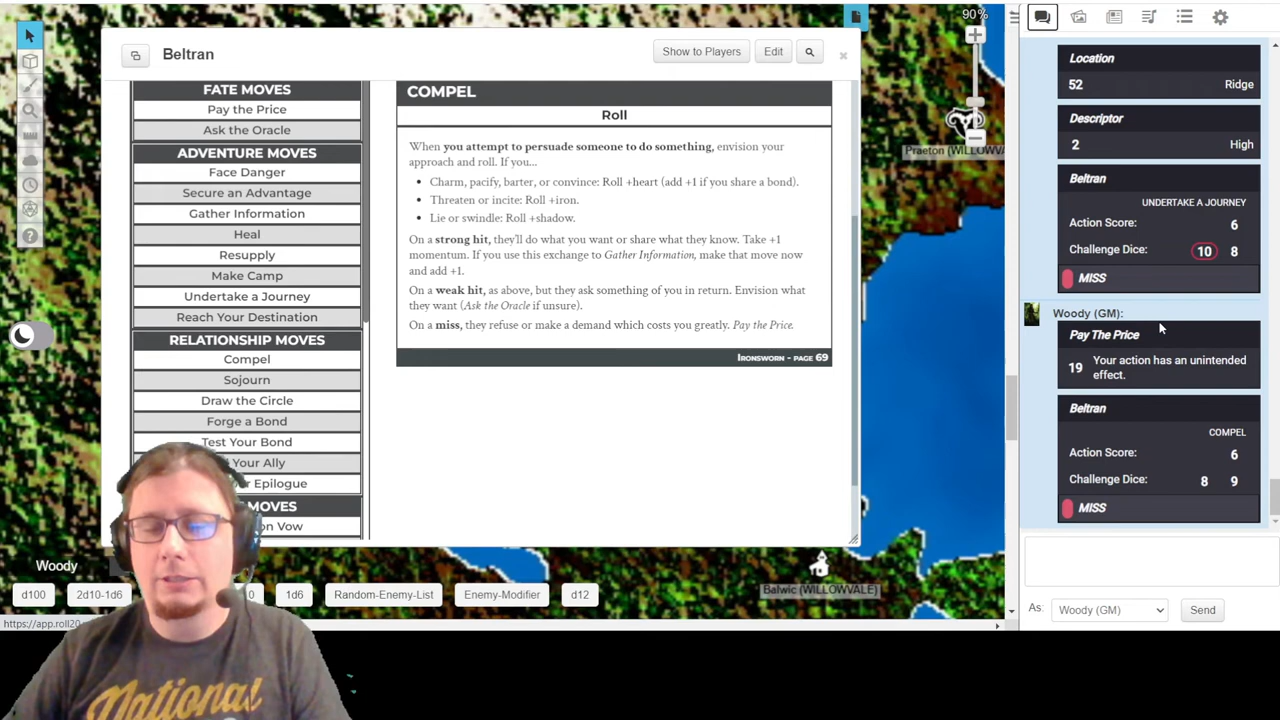 Beltran
Show to Players
Edit
90%
FATE MOVES
Pay the Price
Ask the Oracle
ADVENTURE MOVES
Face Danger
Secure an Advantage
Gather Information
Heal
Resupply
Make Camp
Undertake a Journey
Reach Your Destination
RELATIONSHIP MOVES
Compel
Sojourn
Draw the Circle
Forge a Bond
Test Your Bond
Your Ally
Epilogue
MOVES
on Vow
COMPEL
Roll
When you attempt to persuade someone to do something, envision your
approach and roll. If you...
• Charm, pacify, barter, or convince: Roll +heart (add +1 if you share a bond).
• Threaten or incite: Roll +iron.
• Lie or swindle: Roll +shadow.
On a strong hit, they'll do what you want or share what they know. Take +1
momentum. If you use this exchange to Gather Information, make that move now
and add +1.
On a weak hit, as above, but they ask something of you in return. Envision what
they want (Ask the Oracle if unsure).
On a miss, they refuse or make a demand which costs you greatly. Pay the Price.
IRONSWORN - PAGE 69
Praeton (WILLOWVALE)
Balwic (WILLOWVALE)
Woody
d100
2d10-1d6
1d6
Random-Enemy-List
Enemy-Modifier
d12
https://app.roll20.
National
Location
52 Ridge
Descriptor
2 High
Beltran
UNDERTAKE A JOURNEY
Action Score: 6
Challenge Dice: 10 8
MISS
Woody (GM):
Pay The Price
19 Your action has an unintended
effect.
Beltran
COMPEL
Action Score: 6
Challenge Dice: 8 9
MISS
As: Woody (GM) Send